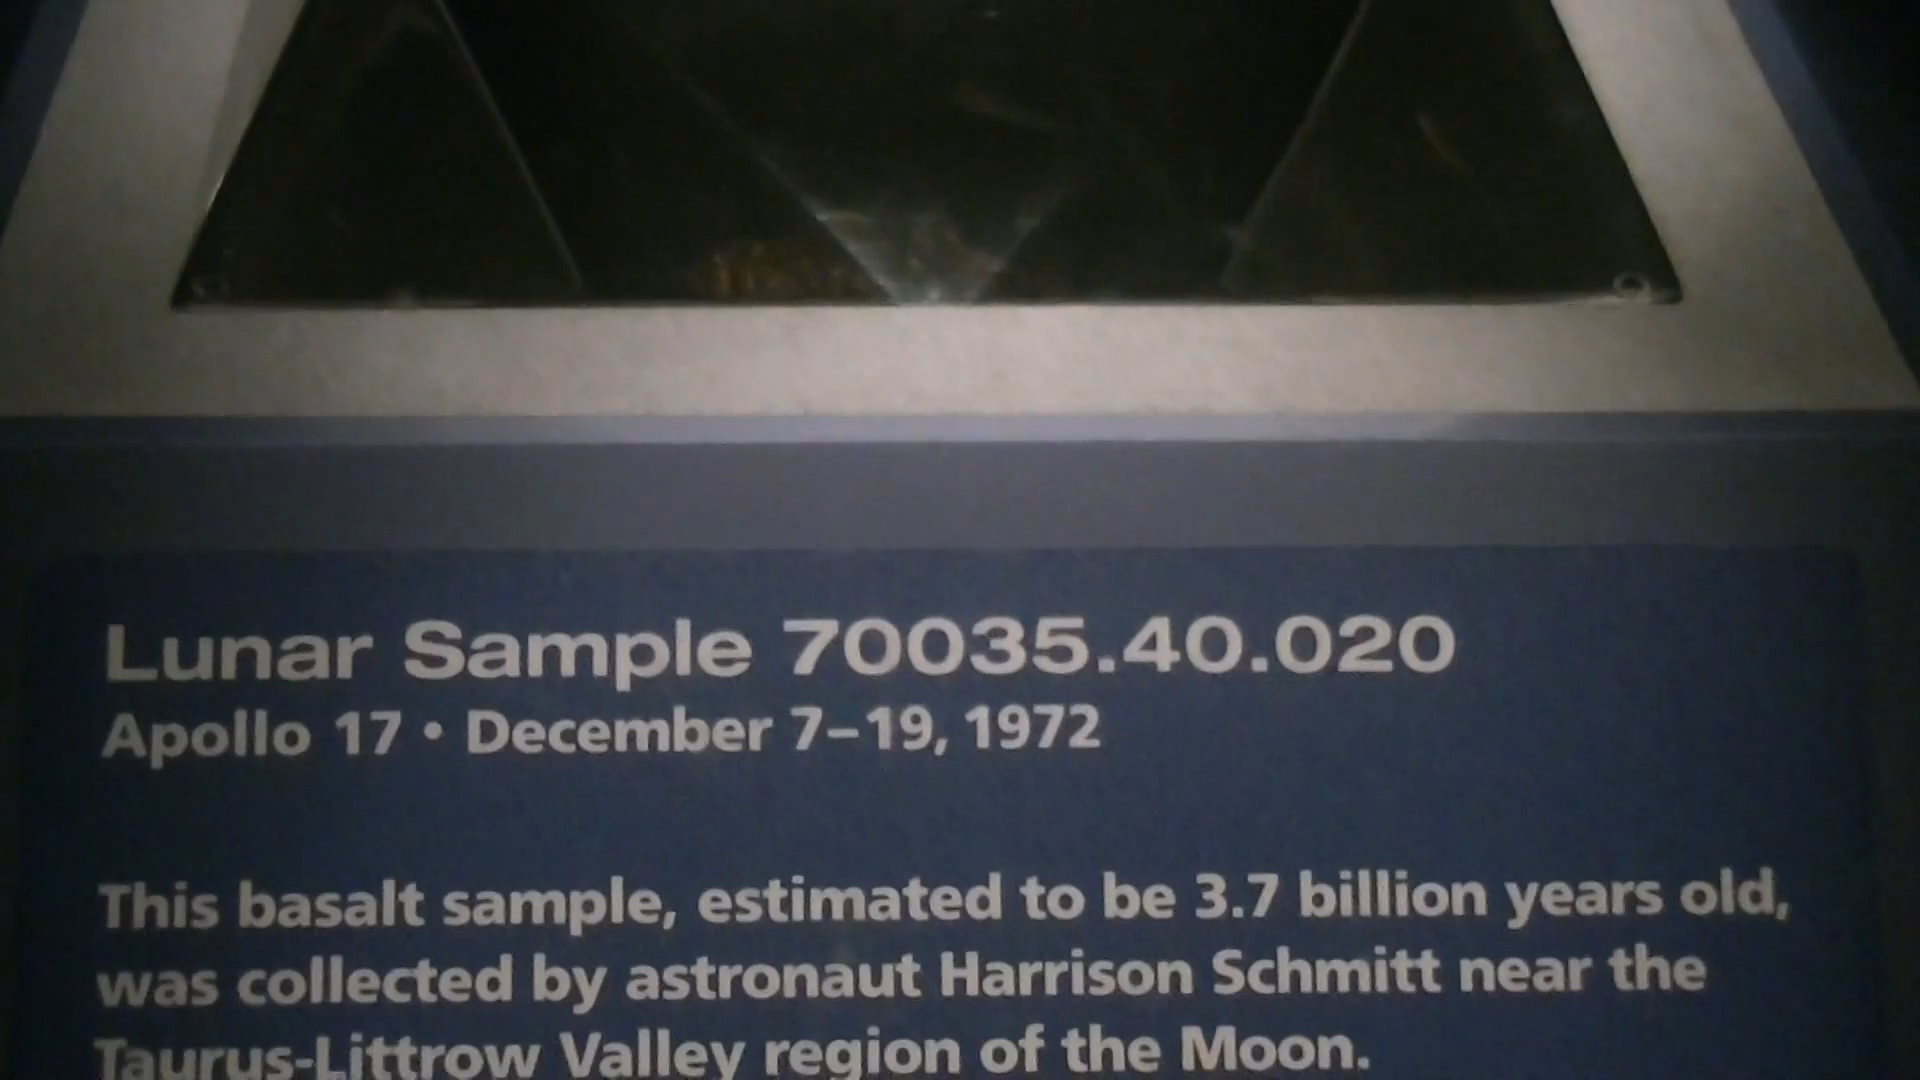 Lunar Sample 70035.40.020
Apollo 17 • December 7–19, 1972
This basalt sample, estimated to be 3.7 billion years old,
was collected by astronaut Harrison Schmitt near the
Taurus-Littrow Valley region of the Moon.